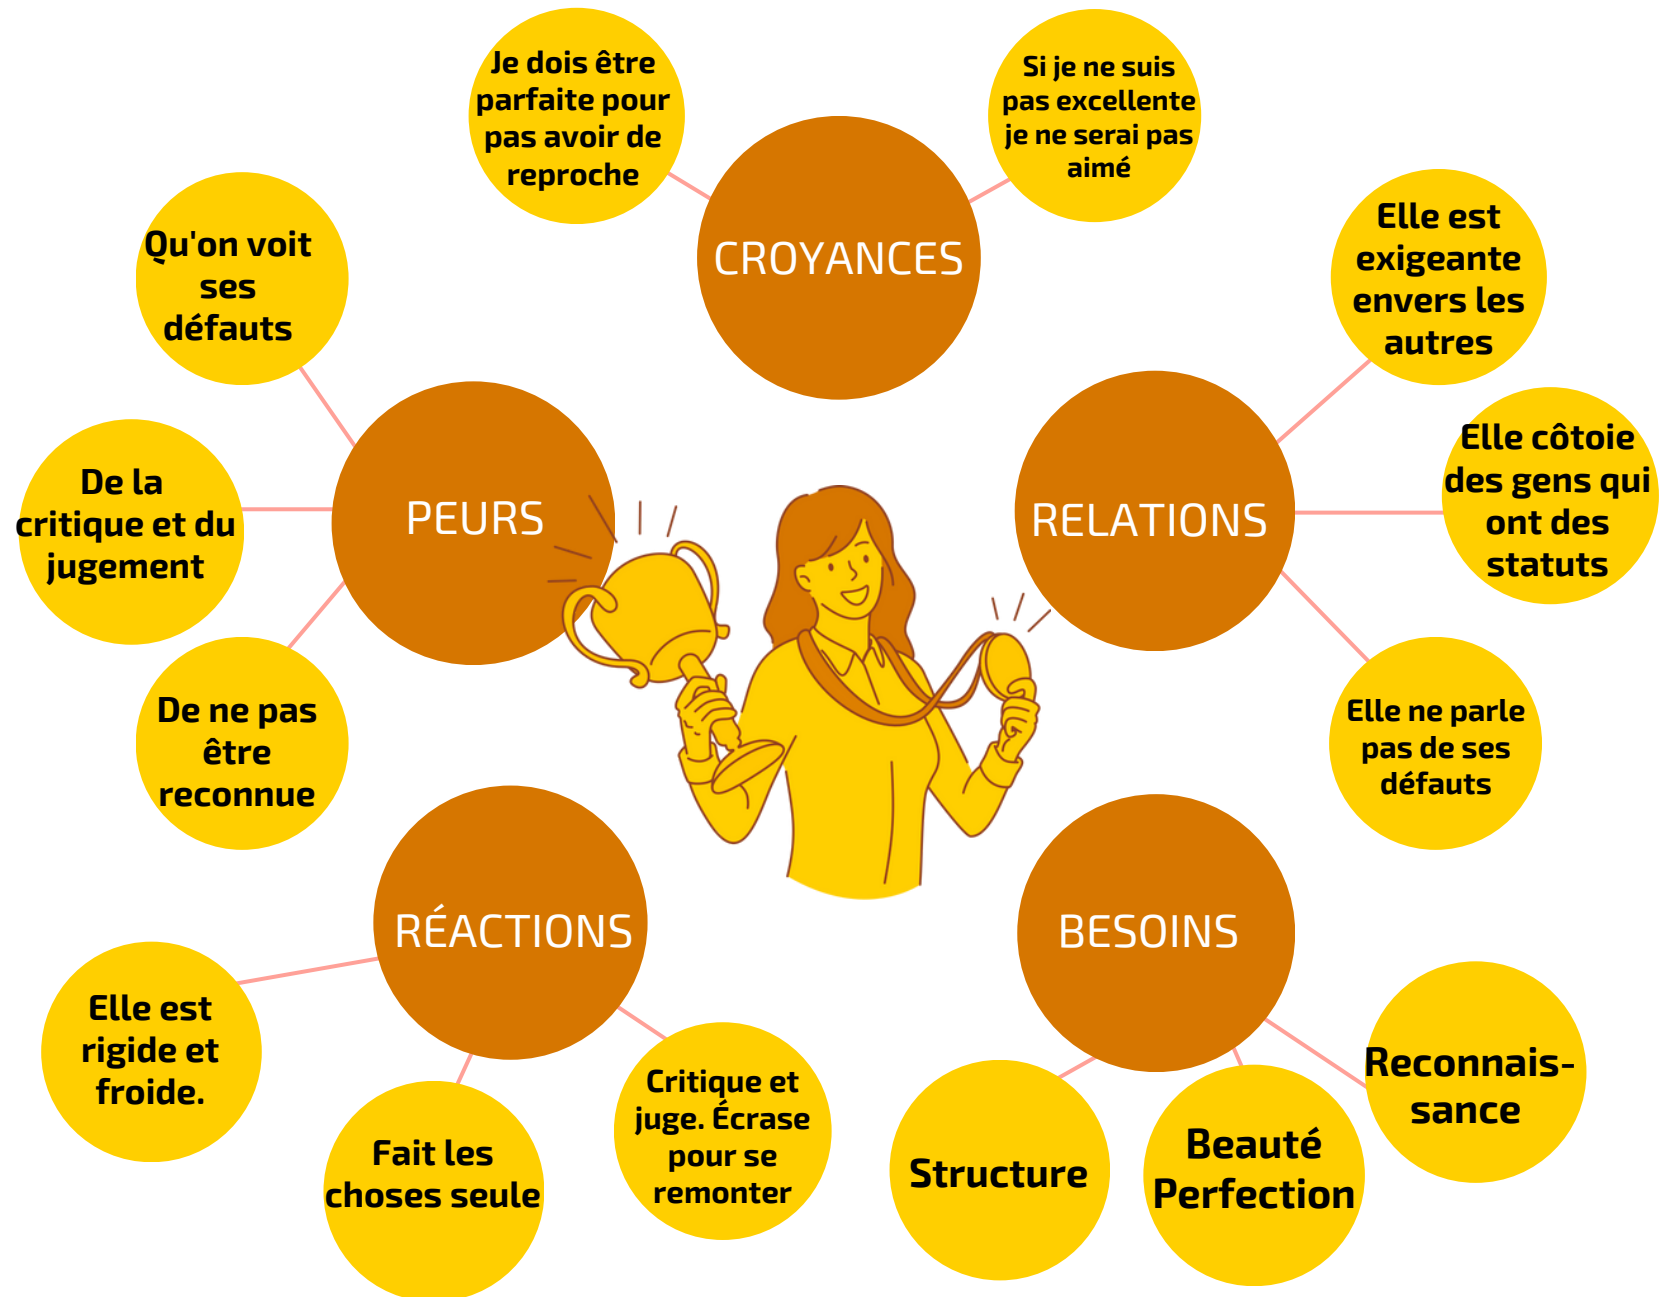 Je dois être
parfaite pour
pas avoir de
reproche
Si je ne suis
pas excellente
je ne serai pas
aimé
CROYANCES
Qu'on voit
ses
défauts
De la
critique et du
jugement
De ne pas
être
reconnue
PEURS
Elle est
exigeante
envers les
autres
Elle côtoie
des gens qui
ont des
statuts
Elle ne parle
pas de ses
défauts
RELATIONS
RÉACTIONS
Elle est
rigide et
froide.
Fait les
choses seule
Critique et
juge. Écrase
pour se
remonter
BESOINS
Structure
Beauté
Perfection
Reconnais-
sance